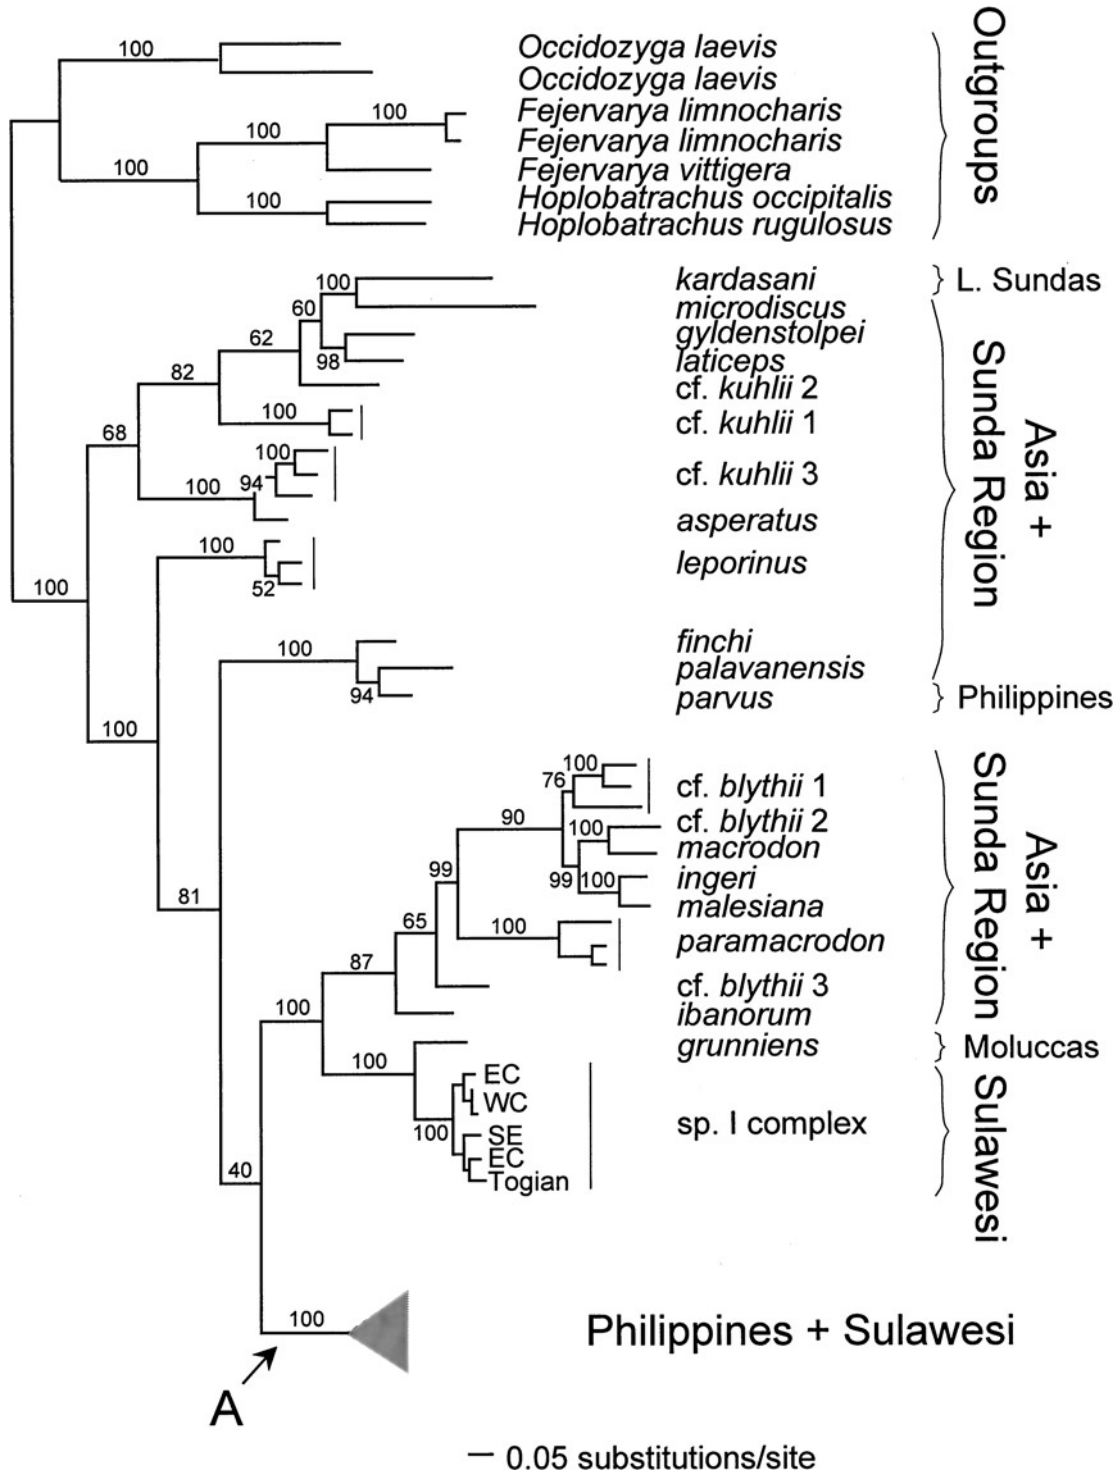 Outgroups
100
Occidozyga laevis
Occidozyga laevis
100
Fejervarya limnocharis
100
Fejervarya limnocharis
100
Fejervarya vittigera
100
Hoplobatrachus occipitalis
Hoplobatrachus rugulosus
100
kardasani
L. Sundas
60
microdiscus
62
gyldenstolpei
98
laticeps
82
cf. kuhlii 2
100
cf. kuhlii 1
68
100
94
100
cf. kuhlii 3
asperatus
Asia +
Sunda Region
100
52
leporinus
100
100
finchi
palavanensis
94
parvus
Philippines
100
100
76
cf. blythii 1
90
100
cf. blythii 2
macrodon
99
99
100
ingeri
81
malesiana
65
100
paramacrodon
87
cf. blythii 3
Asia +
Sunda Region
100
ibanorum
grunniens
Moluccas
100
EC
WC
100
SE
EC
Togian
sp. I complex
Sulawesi
40
100
Philippines + Sulawesi
A
0.05 substitutions/site